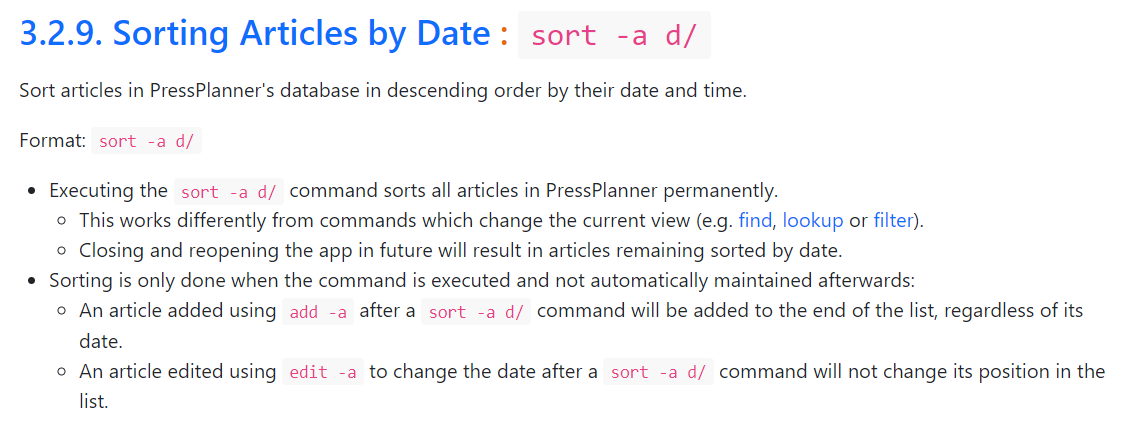 3.2.9. Sorting Articles by Date : sort -a d/
Sort articles in PressPlanner's database in descending order by their date and time.
Format: sort -a d/
• Executing the sort -a d/ command sorts all articles in PressPlanner permanently.
◦ This works differently from commands which change the current view (e.g. find, lookup or filter).
◦ Closing and reopening the app in future will result in articles remaining sorted by date.
• Sorting is only done when the command is executed and not automatically maintained afterwards:
◦ An article added using add -a after a sort -a d/ command will be added to the end of the list, regardless of its
date.
◦ An article edited using edit -a to change the date after a sort -a d/ command will not change its position in the
list.